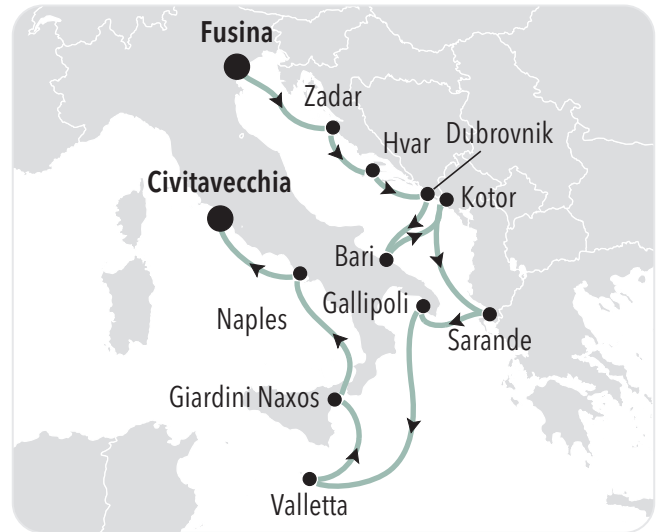 Fusina
Zadar
Hvar
Dubrovnik
Civitavecchia
Kotor
Bari
Gallipoli
Naples
Sarande
Giardini Naxos
Valletta